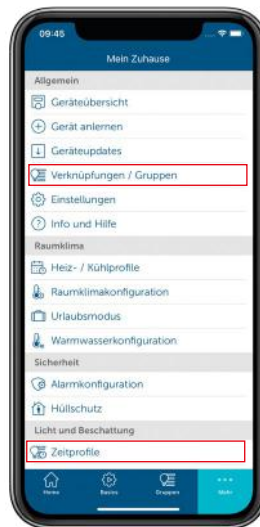 09:45
Mein Zuhause
Allgemein
Geräteübersicht
Gerät anlernen
Geräteupdates
Verknüpfungen / Gruppen
Einstellungen
Info und Hilfe
Raumklima
Heiz- / Kühlprofile
Raumklimakonfiguration
Urlaubsmodus
Warmwasserkonfiguration
Sicherheit
Alarmkonfiguration
Hüllschutz
Licht und Beschattung
Zeitprofile
Home Basics Gruppen Mehr